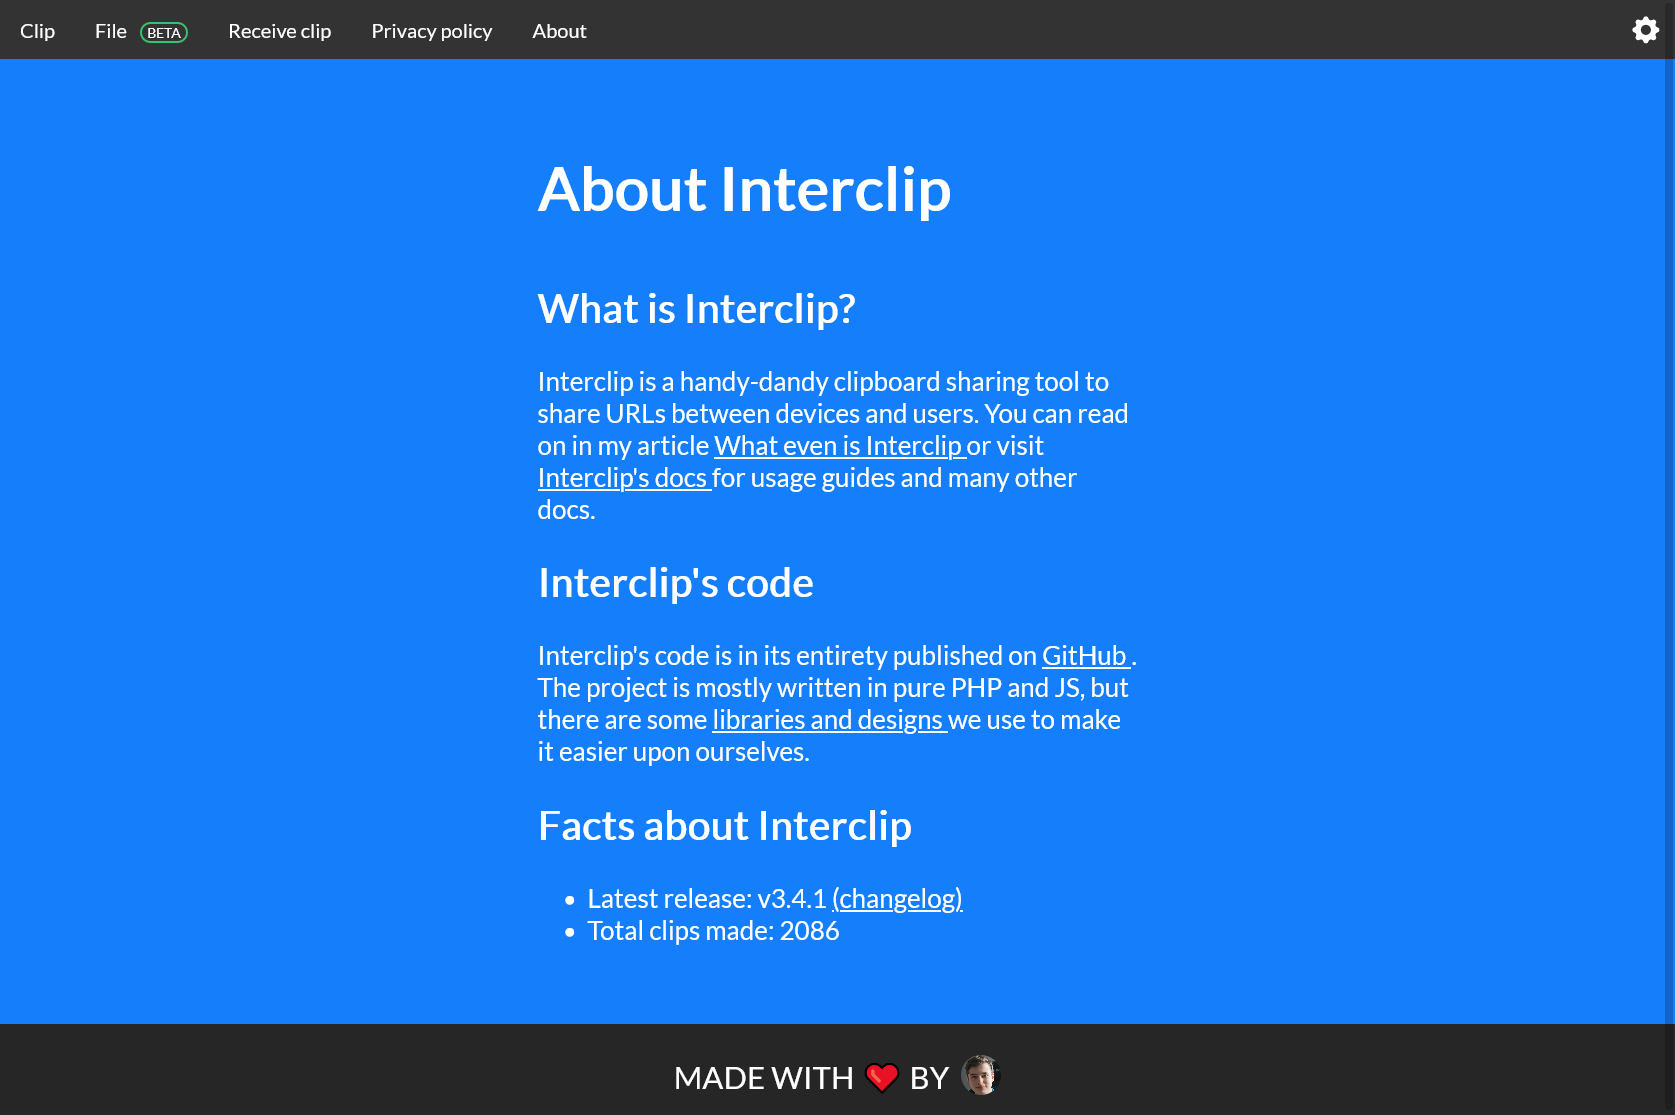 Clip File BETA Receive clip Privacy policy About
About Interclip
What is Interclip?
Interclip is a handy-dandy clipboard sharing tool to
share URLs between devices and users. You can read
on in my article What even is Interclip or visit
Interclip's docs for usage guides and many other
docs.
Interclip's code
Interclip's code is in its entirety published on GitHub .
The project is mostly written in pure PHP and JS, but
there are some libraries and designs we use to make
it easier upon ourselves.
Facts about Interclip
• Latest release: v3.4.1 (changelog)
• Total clips made: 2086
MADE WITH ❤ BY